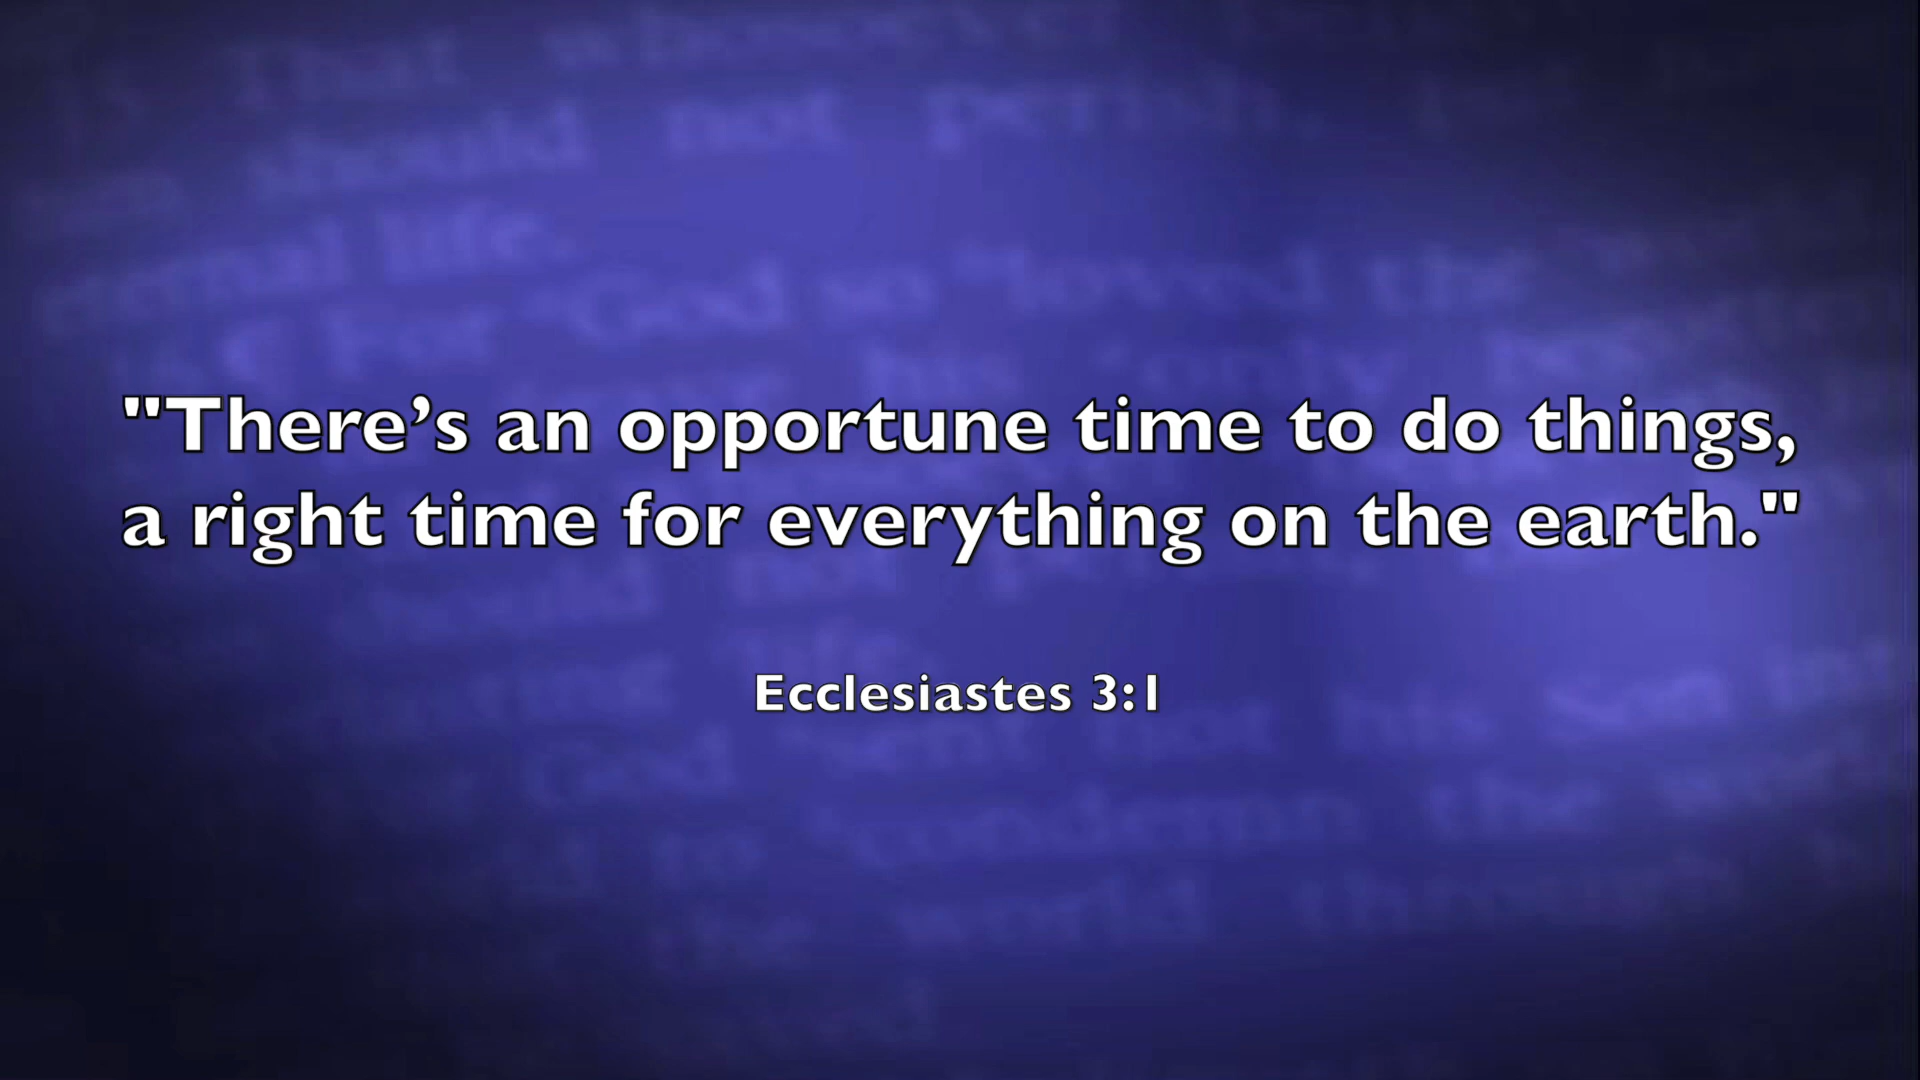 "There’s an opportune time to do things,
a right time for everything on the earth."
Ecclesiastes 3:1